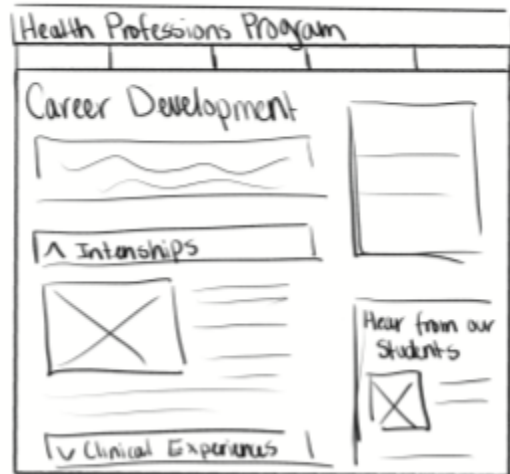 Health Professions Program
Career Development
^ Intenships
Hear from our
Students
v Clinical Experiences